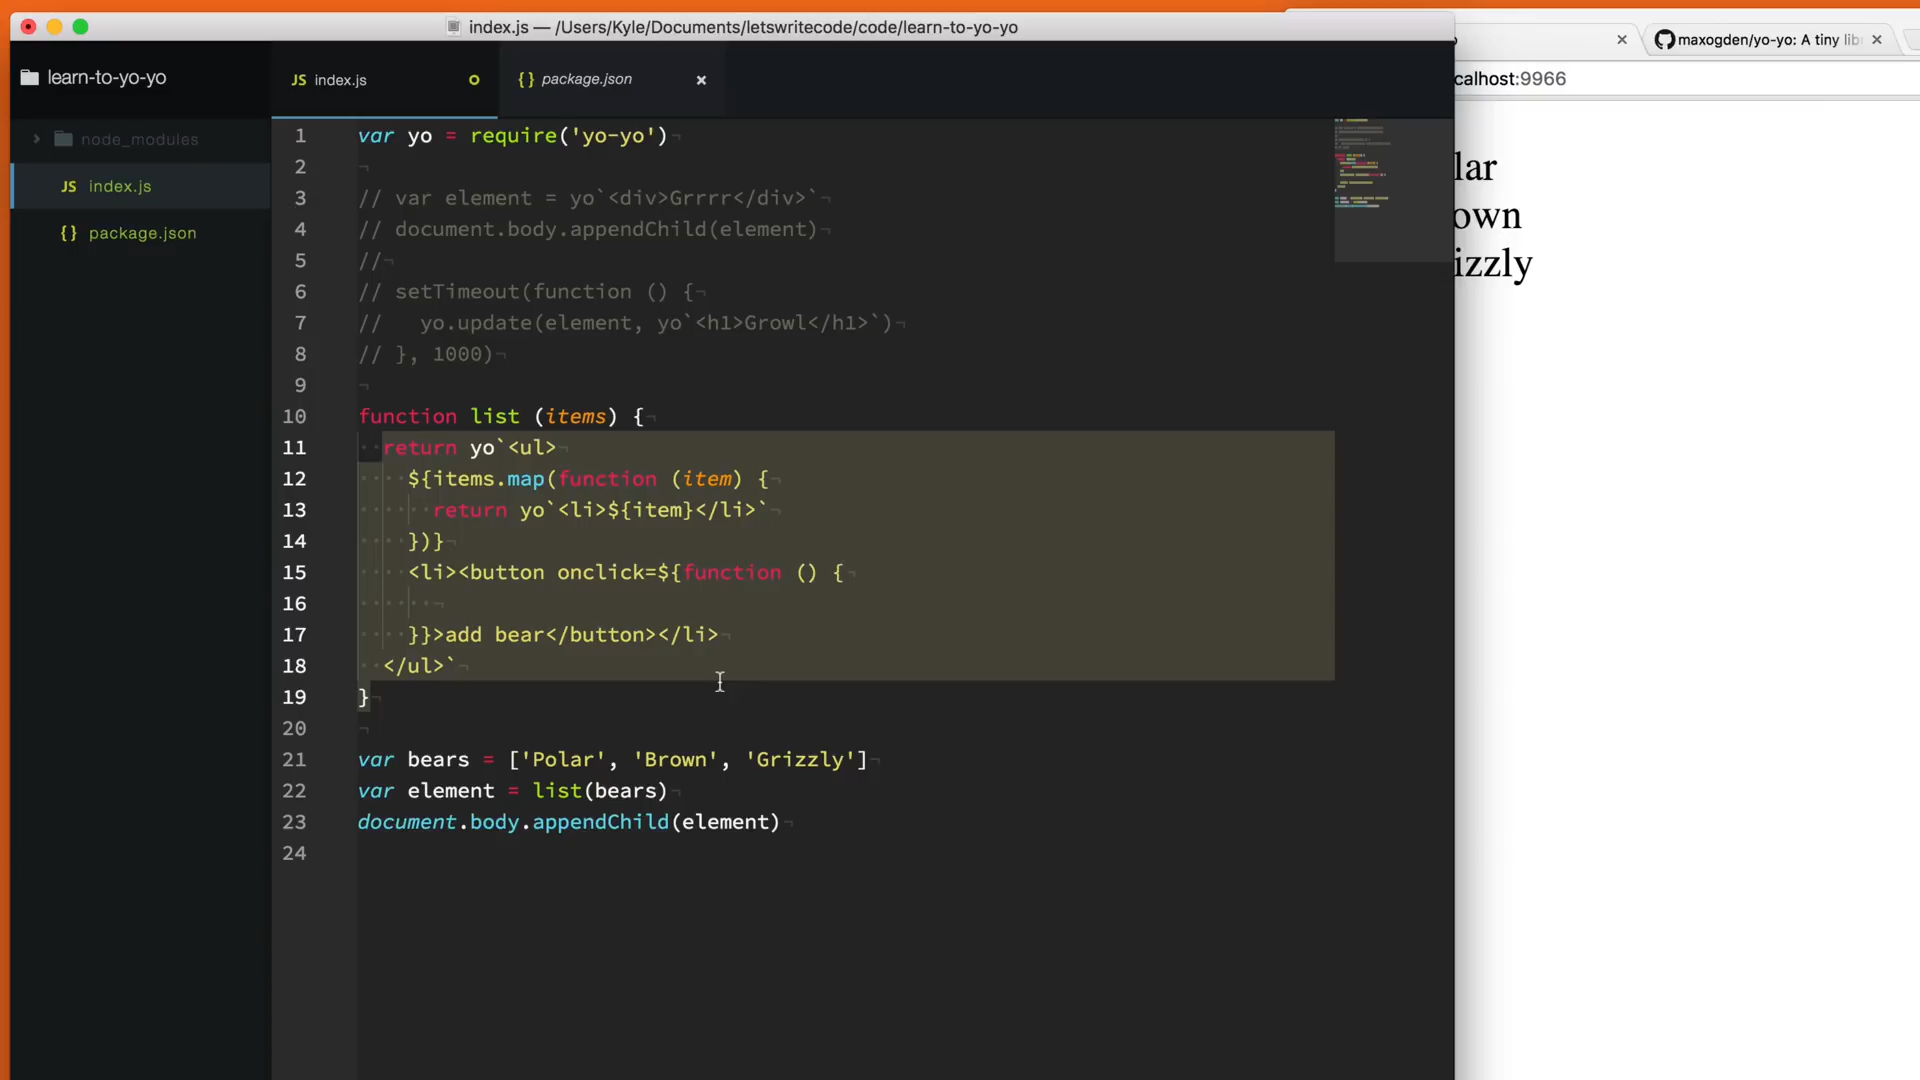 index.js — /Users/Kyle/Documents/letswritecode/code/learn-to-yo-yo
maxogden/yo-yo: A tiny lib
calhost:9966
learn-to-yo-yo
JS index.js
{} package.json
node_modules
JS index.js
{} package.json
1 var yo = require('yo-yo')
2
3 // var element = yo`<div>Grrrr</div>`
4 // document.body.appendChild(element)
5 //
6 // setTimeout(function () {
7 //   yo.update(element, yo`<h1>Growl</h1>`)
8 // }, 1000)
9
10 function list (items) {
11   return yo`<ul>
12     ${items.map(function (item) {
13       return yo`<li>${item}</li>`
14     })}
15     <li><button onclick=${function () {
16
17     }}>add bear</button></li>
18   </ul>`
19 }
20
21 var bears = ['Polar', 'Brown', 'Grizzly']
22 var element = list(bears)
23 document.body.appendChild(element)
24
lar
own
izzly